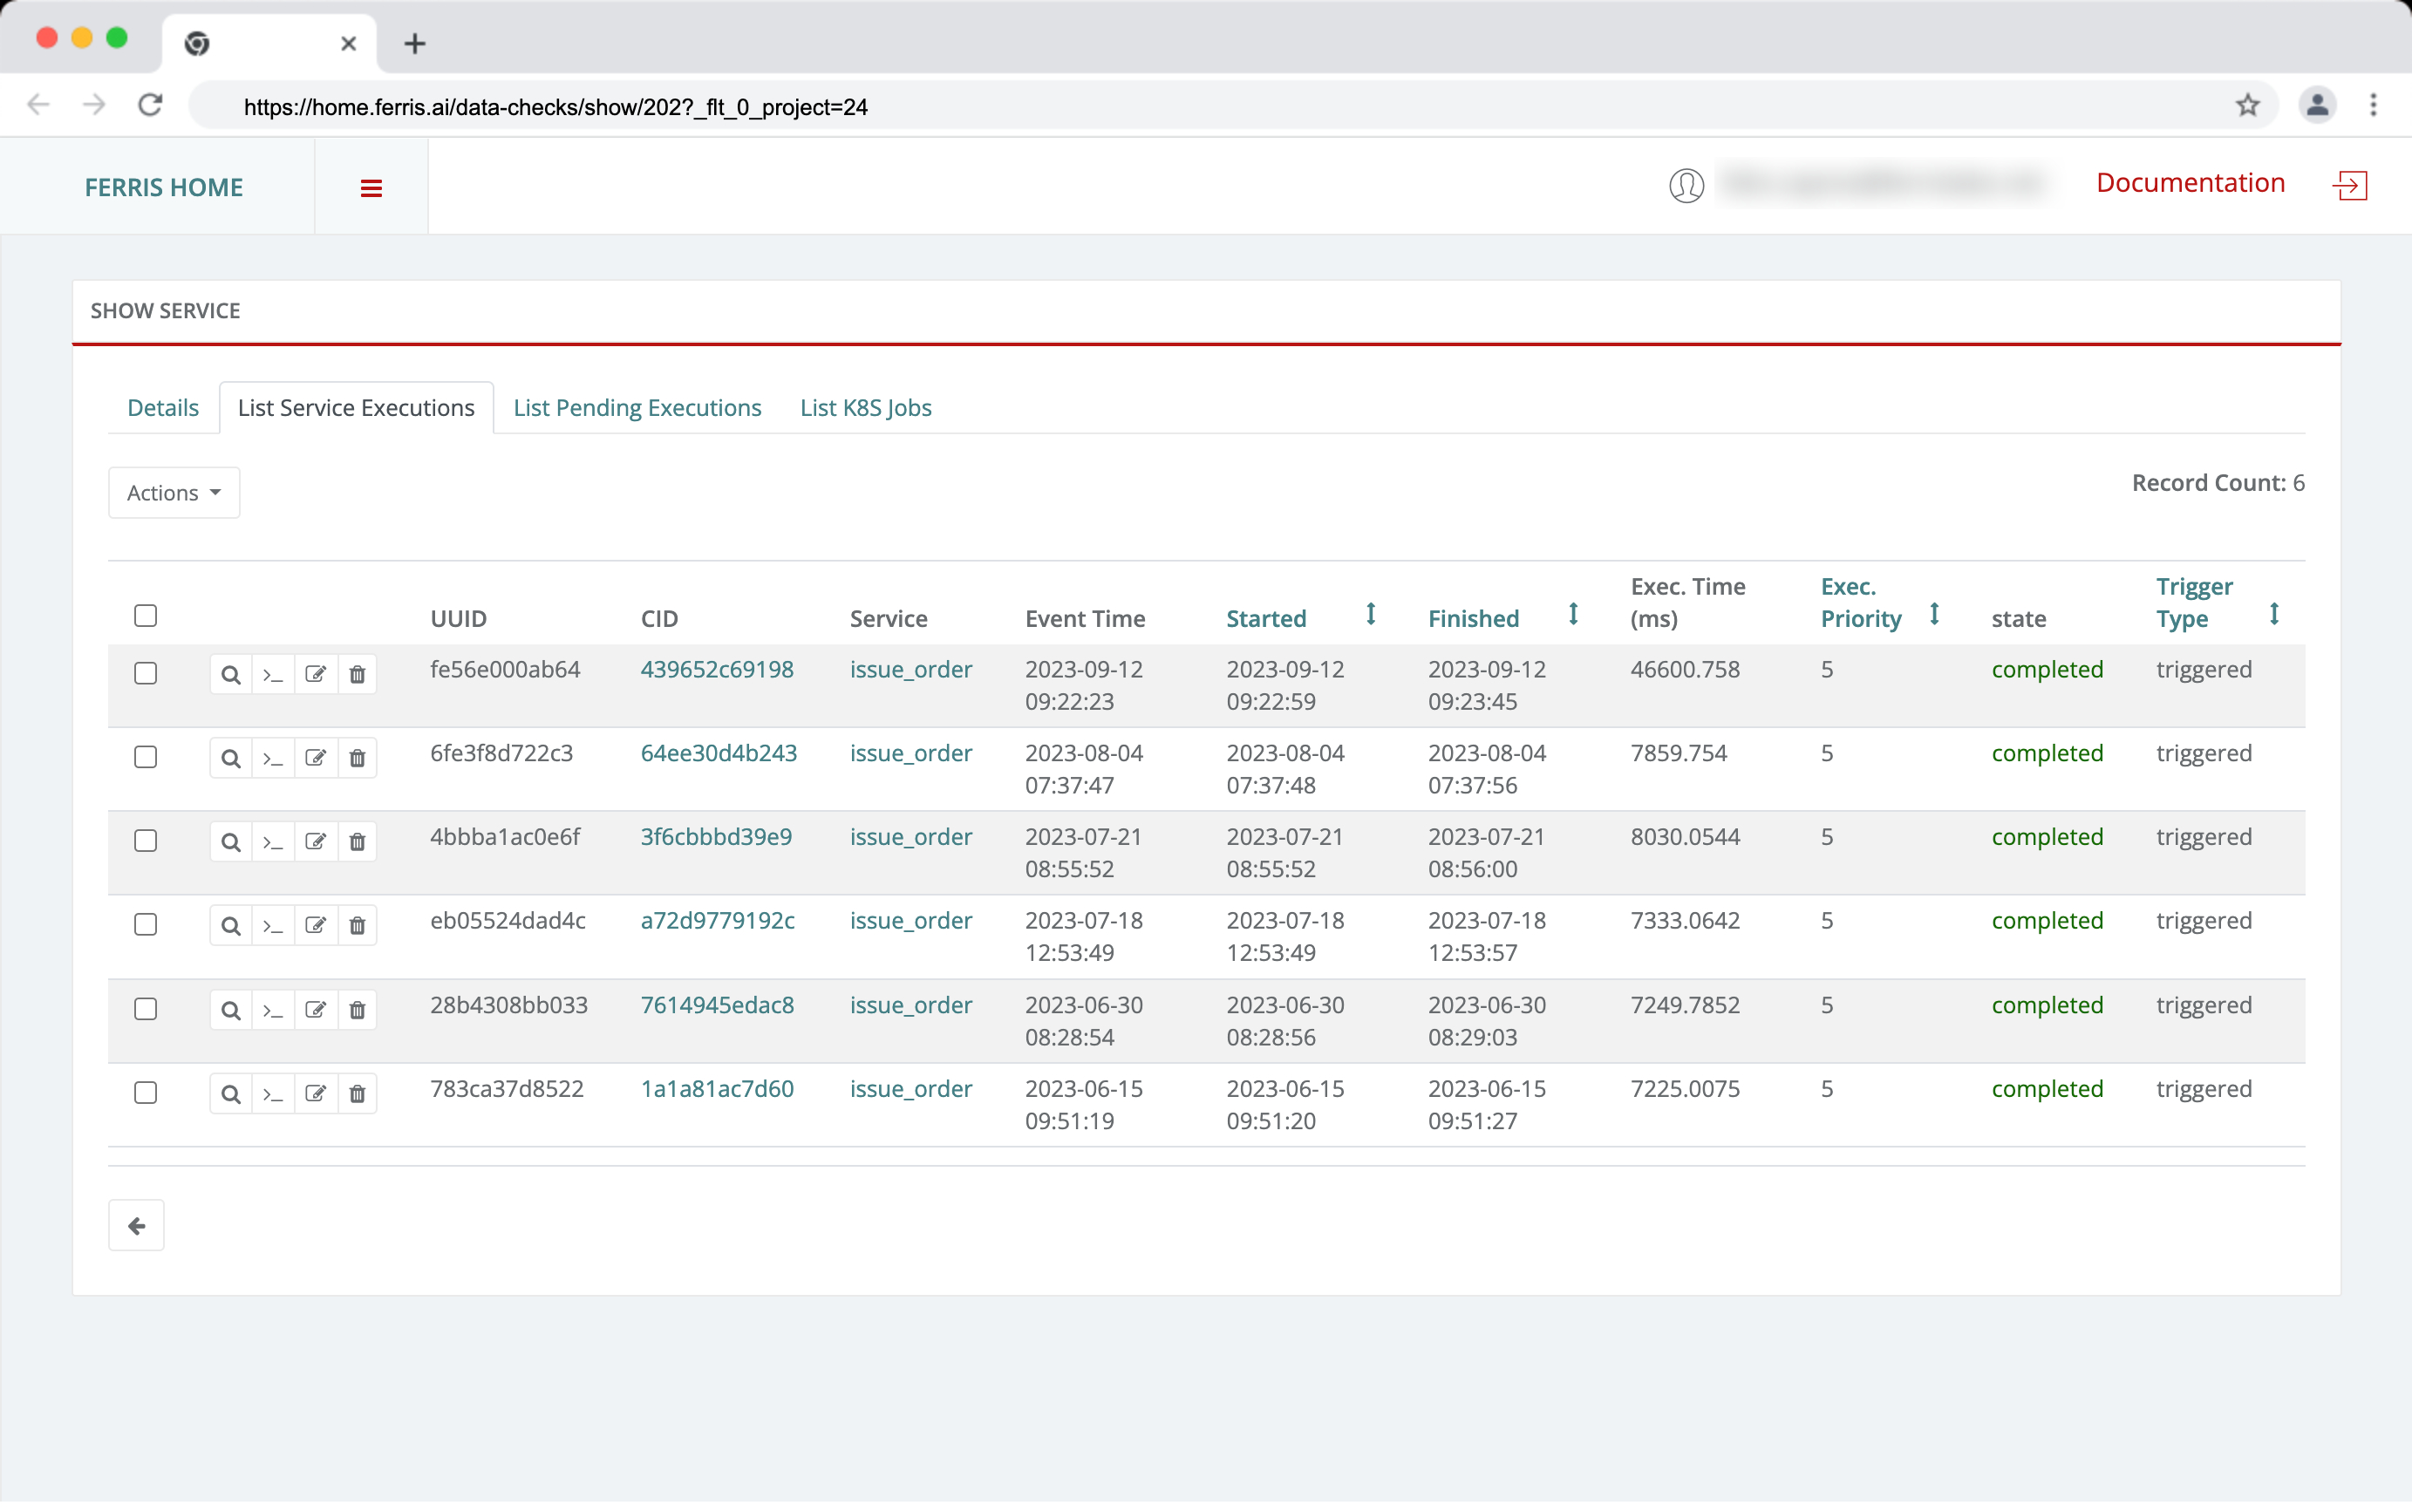 https://home.ferris.ai/data-checks/show/202?_flt_0_project=24
FERRIS HOME
Documentation
SHOW SERVICE
Details List Service Executions List Pending Executions List K8S Jobs
Actions
Record Count: 6
UUID CID Service Event Time Started Finished Exec. Time (ms) Exec. Priority state Trigger Type
fe56e000ab64 439652c69198 issue_order 2023-09-12 09:22:23 2023-09-12 09:22:59 2023-09-12 09:23:45 46600.758 5 completed triggered
6fe3f8d722c3 64ee30d4b243 issue_order 2023-08-04 07:37:47 2023-08-04 07:37:48 2023-08-04 07:37:56 7859.754 5 completed triggered
4bbba1ac0e6f 3f6cbbbd39e9 issue_order 2023-07-21 08:55:52 2023-07-21 08:55:52 2023-07-21 08:56:00 8030.0544 5 completed triggered
eb05524dad4c a72d9779192c issue_order 2023-07-18 12:53:49 2023-07-18 12:53:49 2023-07-18 12:53:57 7333.0642 5 completed triggered
28b4308bb033 7614945edac8 issue_order 2023-06-30 08:28:54 2023-06-30 08:28:56 2023-06-30 08:29:03 7249.7852 5 completed triggered
783ca37d8522 1a1a81ac7d60 issue_order 2023-06-15 09:51:19 2023-06-15 09:51:20 2023-06-15 09:51:27 7225.0075 5 completed triggered